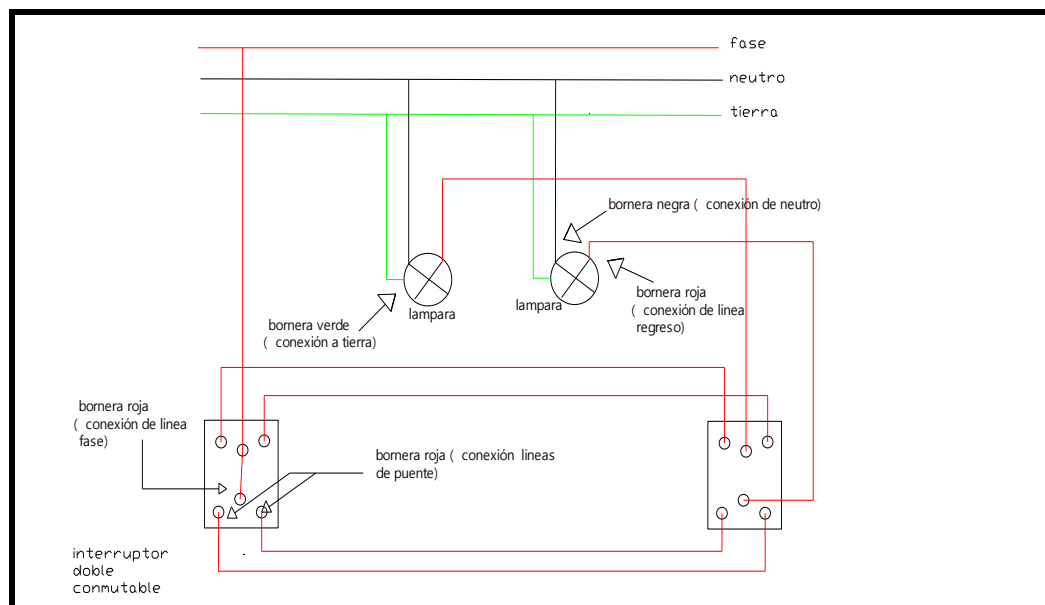 fase
neutro
tierra
bornera negra ( conexión de neutro)
bornera roja
( conexión de linea
regreso)
lampara
lampara
bornera verde
( conexión a tierra)
bornera roja
( conexión de linea
fase)
bornera roja ( conexión lineas
de puente)
interruptor
doble
conmutable